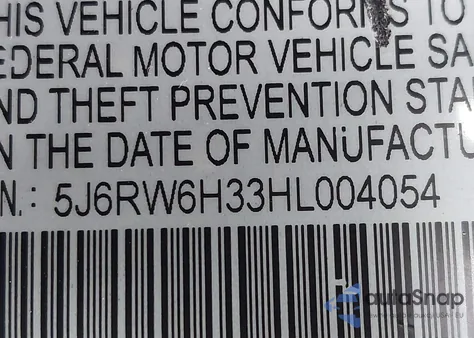 HIS VEHICLE CONFORMS TO
EDERAL MOTOR VEHICLE SA
ND THEFT PREVENTION STA
N THE DATE OF MANUFACTU
N.: 5J6RW6H33HL004054
autoSnap